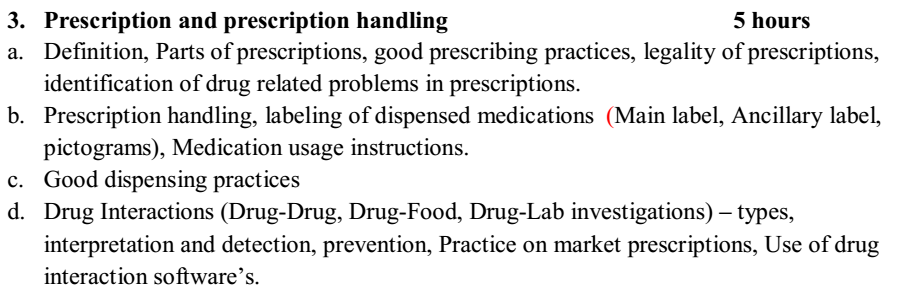 3. Prescription and prescription handling 5 hours
a. Definition, Parts of prescriptions, good prescribing practices, legality of prescriptions,
identification of drug related problems in prescriptions.
b. Prescription handling, labeling of dispensed medications (Main label, Ancillary label,
pictograms), Medication usage instructions.
c. Good dispensing practices
d. Drug Interactions (Drug-Drug, Drug-Food, Drug-Lab investigations) – types,
interpretation and detection, prevention, Practice on market prescriptions, Use of drug
interaction software’s.